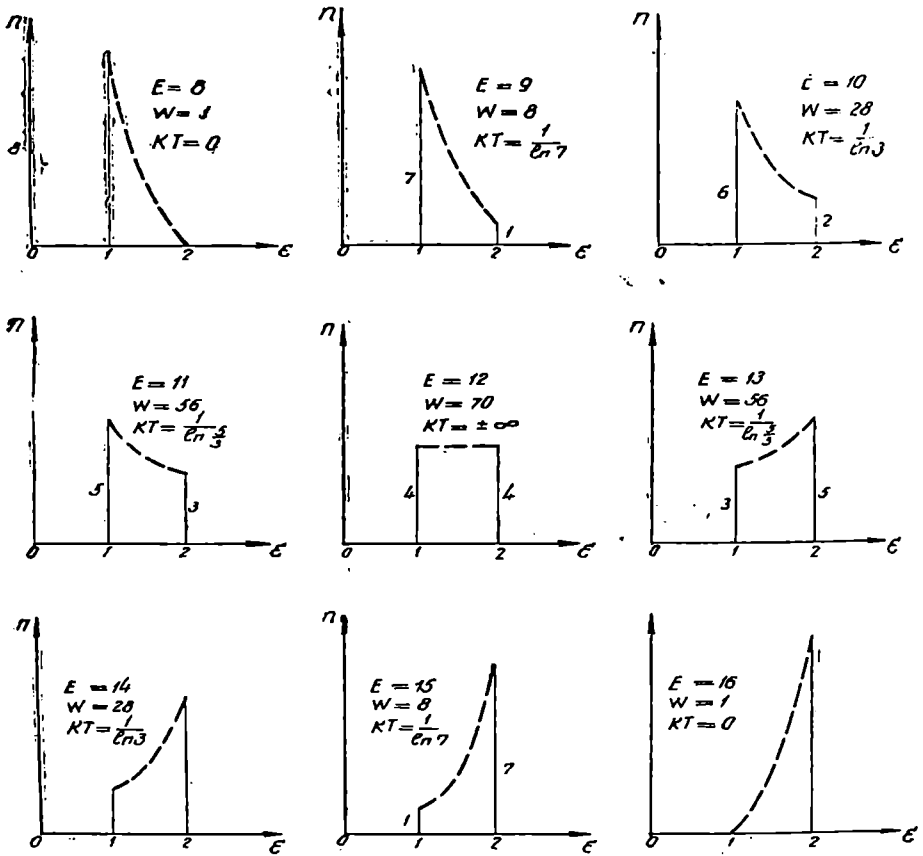 n
E = 8
W = 1
KT = 0
8
0 1 2 ε
n
E = 9
W = 8
KT = 1/ln 7
7
1
0 1 2 ε
n
E = 10
W = 28
KT = 1/ln 3
6
2
0 1 2 ε
n
E = 11
W = 56
KT = 1/ln 5/3
5
3
0 1 2 ε
n
E = 12
W = 70
KT = ± ∞
4
4
0 1 2 ε
n
E = 13
W = 56
KT = 1/ln
3
5
0 1 2 ε
n
E = 14
W = 28
KT = 1/ln 3
0 1 2 ε
n
E = 15
W = 8
KT = 1/ln 7
1
7
0 1 2 ε
E = 16
W = 1
KT = 0
0 1 2 ε